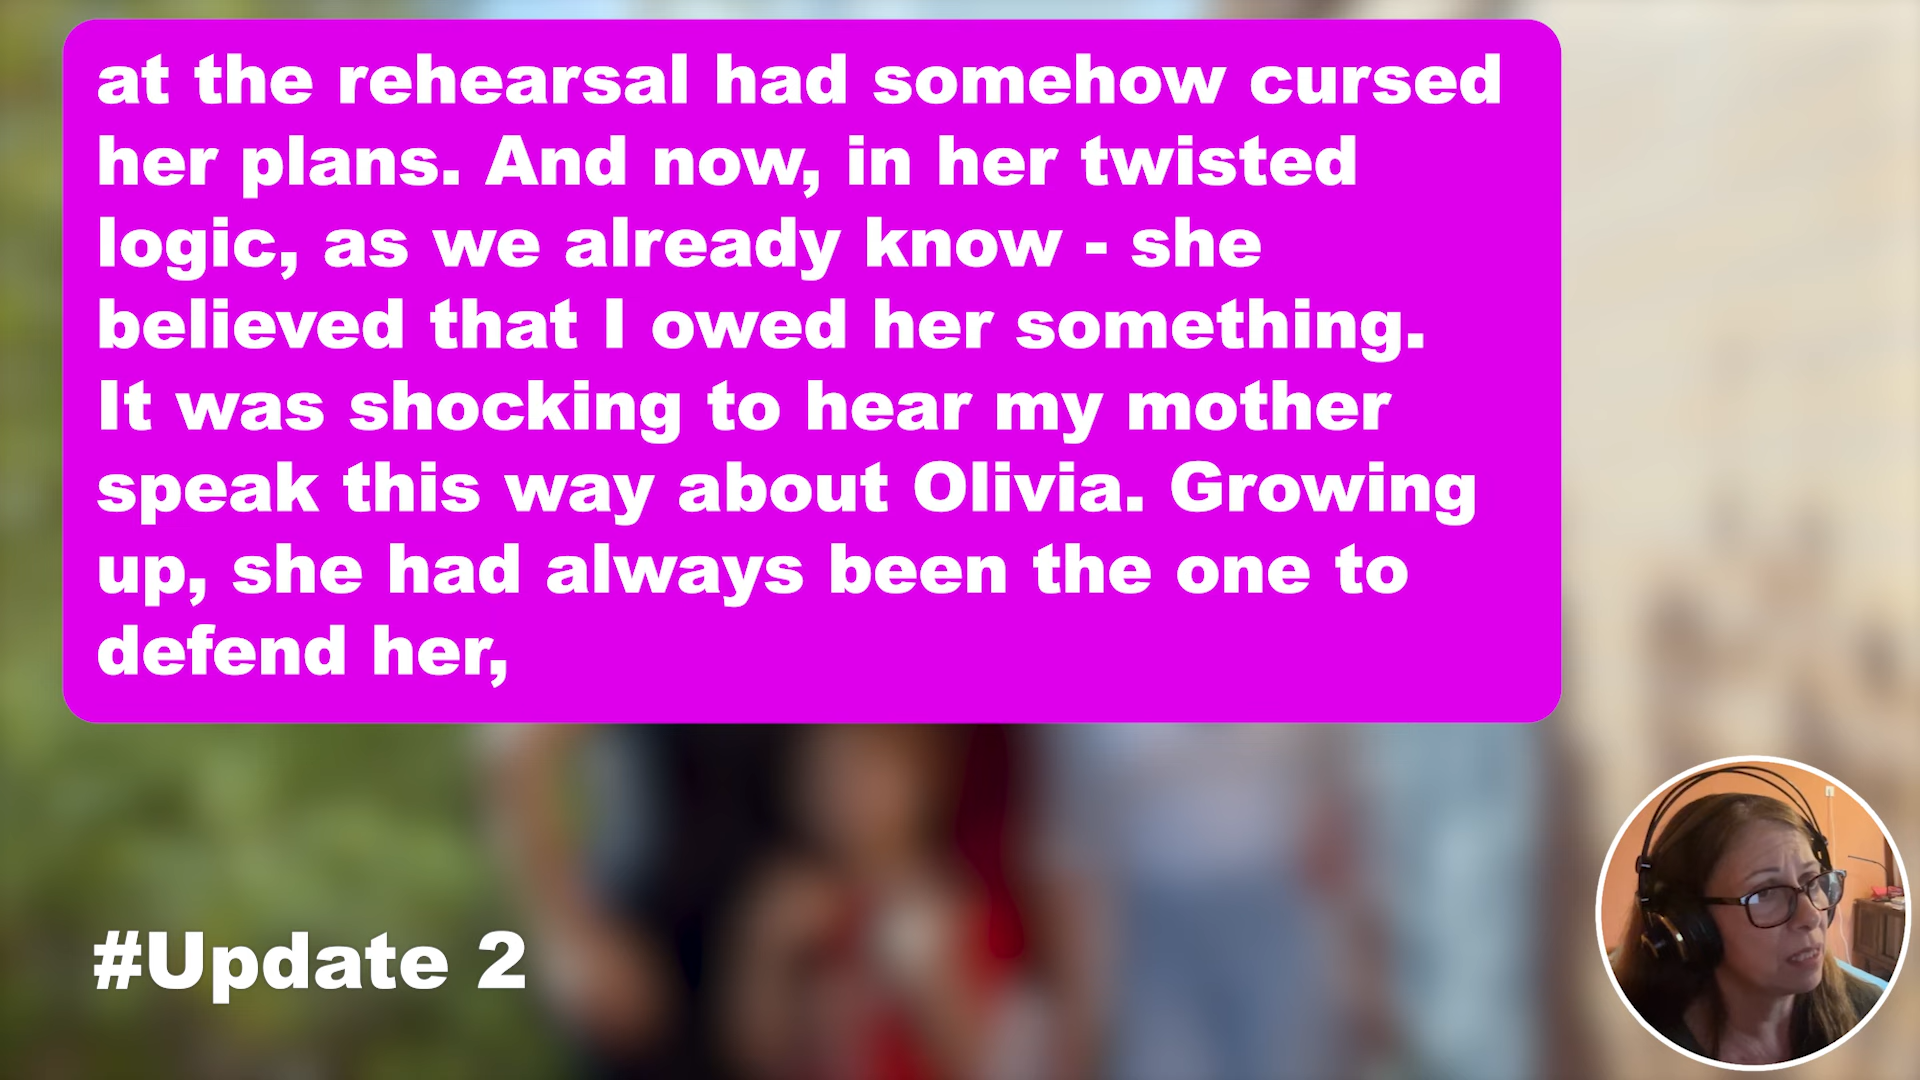 at the rehearsal had somehow cursed
her plans. And now, in her twisted
logic, as we already know - she
believed that I owed her something.
It was shocking to hear my mother
speak this way about Olivia. Growing
up, she had always been the one to
defend her,
#Update 2